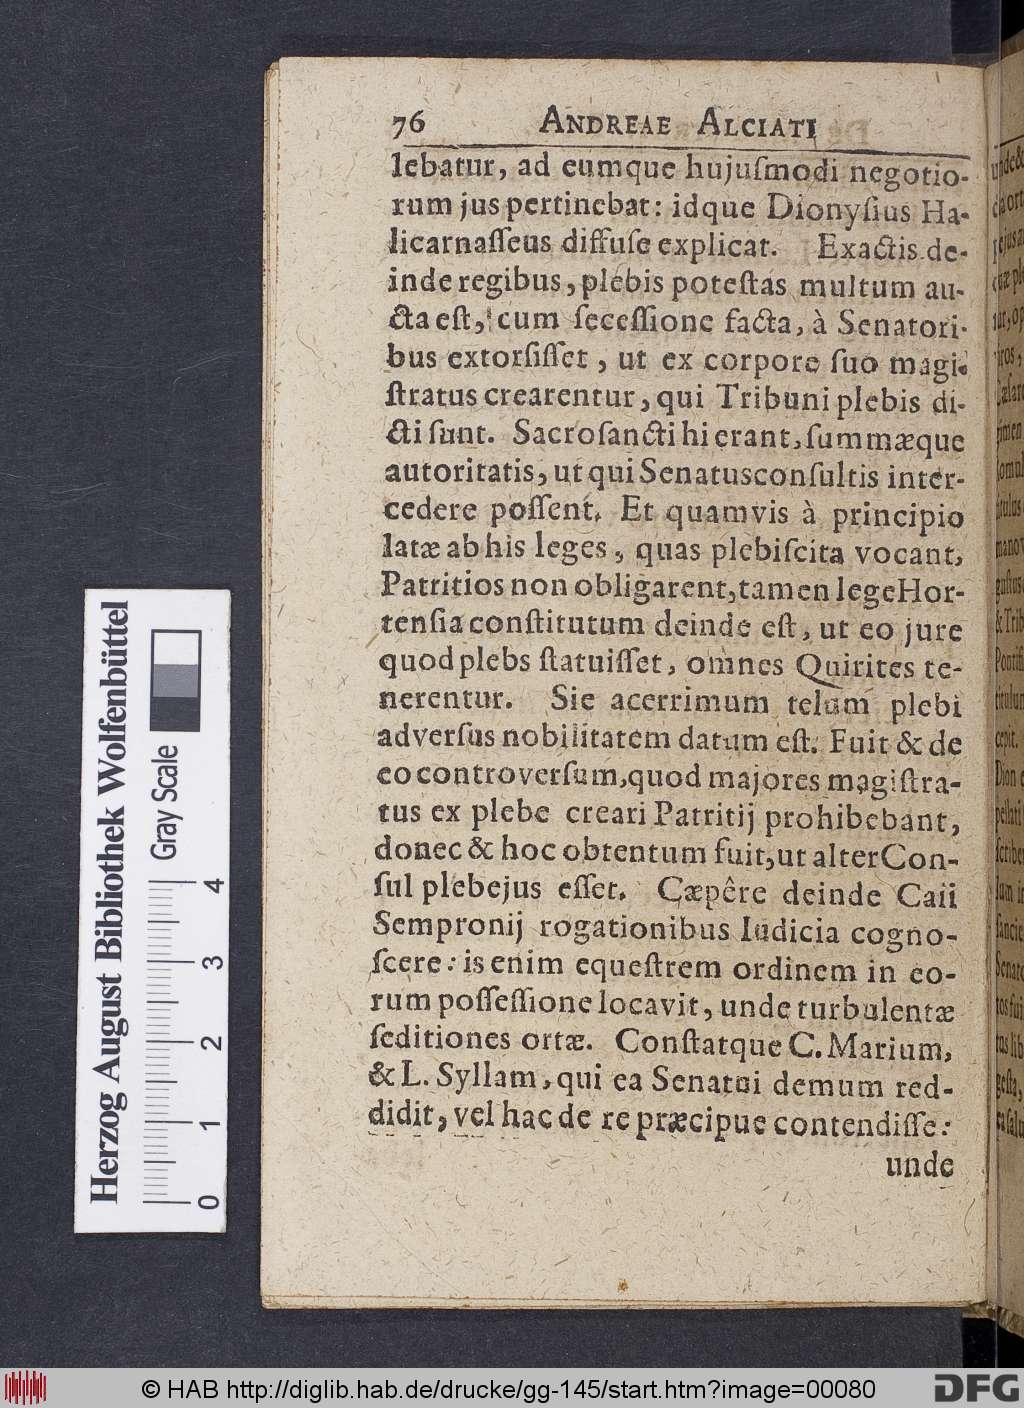 76 ANDREAE ALCIATI
lebatur, ad eumque hujuſmodi negotio-
rum jus pertinebat: idque Dionyſius Ha-
licarnaſſeus diffuſe explicat. Exactis de-
inde regibus, plebis poteſtas multum au-
cta eſt, cum ſeceſſione facta, à Senatori-
bus extorſiſſet, ut ex corpore ſuo magi-
ſtratus crearentur, qui Tribuni plebis di-
cti ſunt. Sacroſancti hi erant, ſummæque
autoritatis, ut qui Senatusconſultis inter-
cedere poſſent. Et quamvis à principio
latæ ab his leges, quas plebiſcita vocant,
Patritios non obligarent, tamen lege Hor-
tenſia conſtitutum deinde eſt, ut eo jure
quod plebs ſtatuiſſet, omnes Quirites te-
nerentur. Sie acerrimum telum plebi
adverſus nobilitatem datum eſt. Fuit & de
eo controverſum, quod majores magiſtra-
tus ex plebe creari Patritij prohibebant,
donec & hoc obtentum fuit, ut alter Con-
ſul plebejus eſſet. Cæpêre deinde Caii
Sempronij rogationibus Iudicia cogno-
ſcere: is enim equeſtrem ordinem in eo-
rum poſſeſſione locavit, unde turbulentæ
ſeditiones ortæ. Conſtatque C. Marium,
& L. Syllam, qui ea Senatui demum red-
didit, vel hac de re præcipue contendiſſe:
unde
Herzog August Bibliothek Wolfenbüttel
Gray Scale
0 1 2 3 4
© HAB http://diglib.hab.de/drucke/gg-145/start.htm?image=00080
DFG